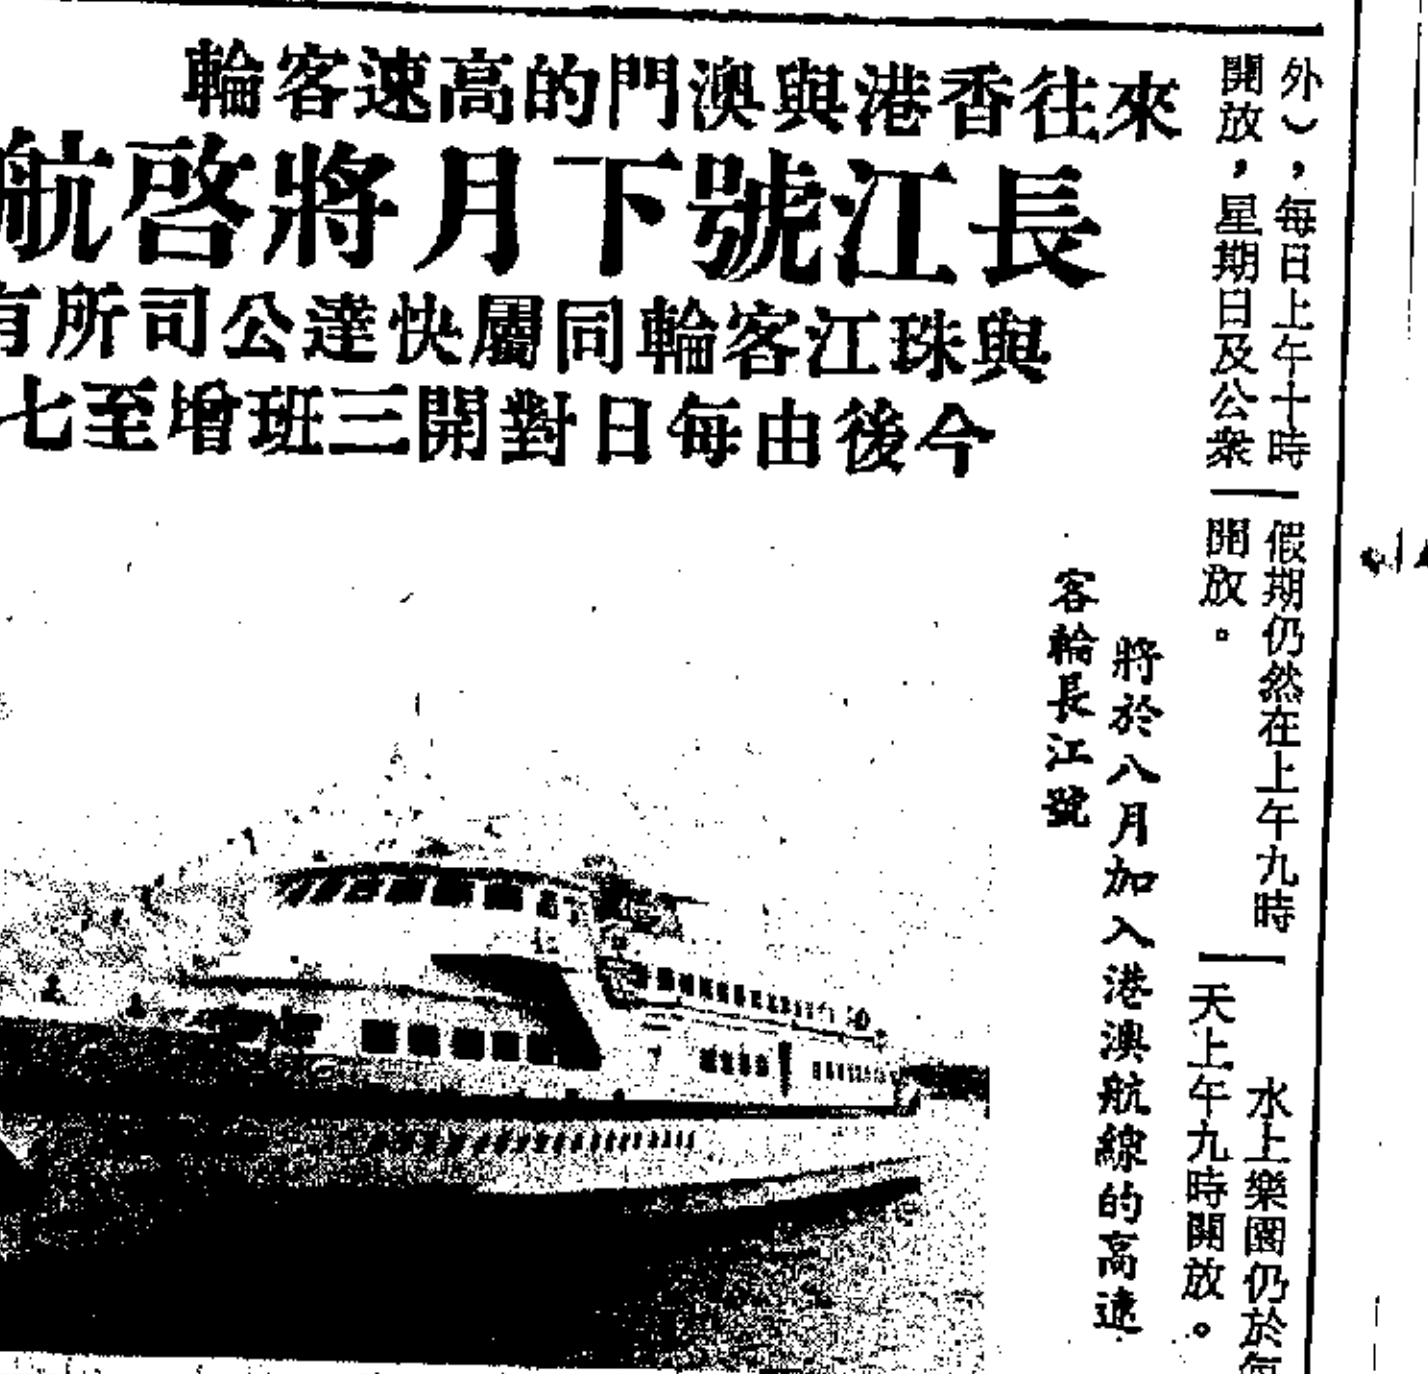 外），每日上午十時
開放，星期日及公衆
假期仍然在上午九時
開放。
水上樂園仍於每
天上午九時開放。
來往香港與澳門的高速客輪
長江號下月將啓航
與珠江客輪同屬快達公司所有
今後由每日對開三班增至七
將於八月加入港澳航線的高速
客輪長江號